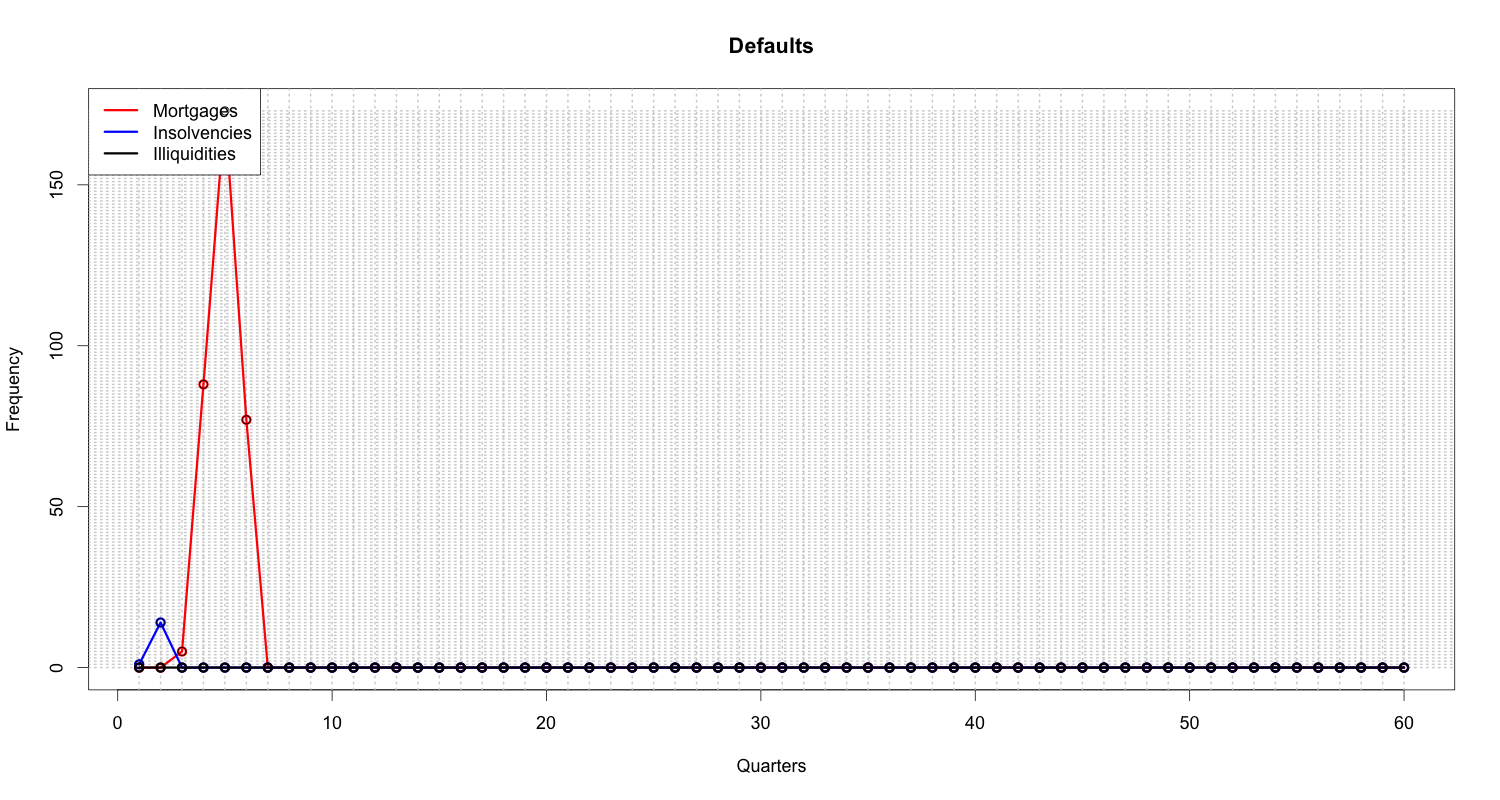 Defaults
Mortgages
Insolvencies
Illiquidities
150
100
50
0
Frequency
0 10 20 30 40 50 60
Quarters